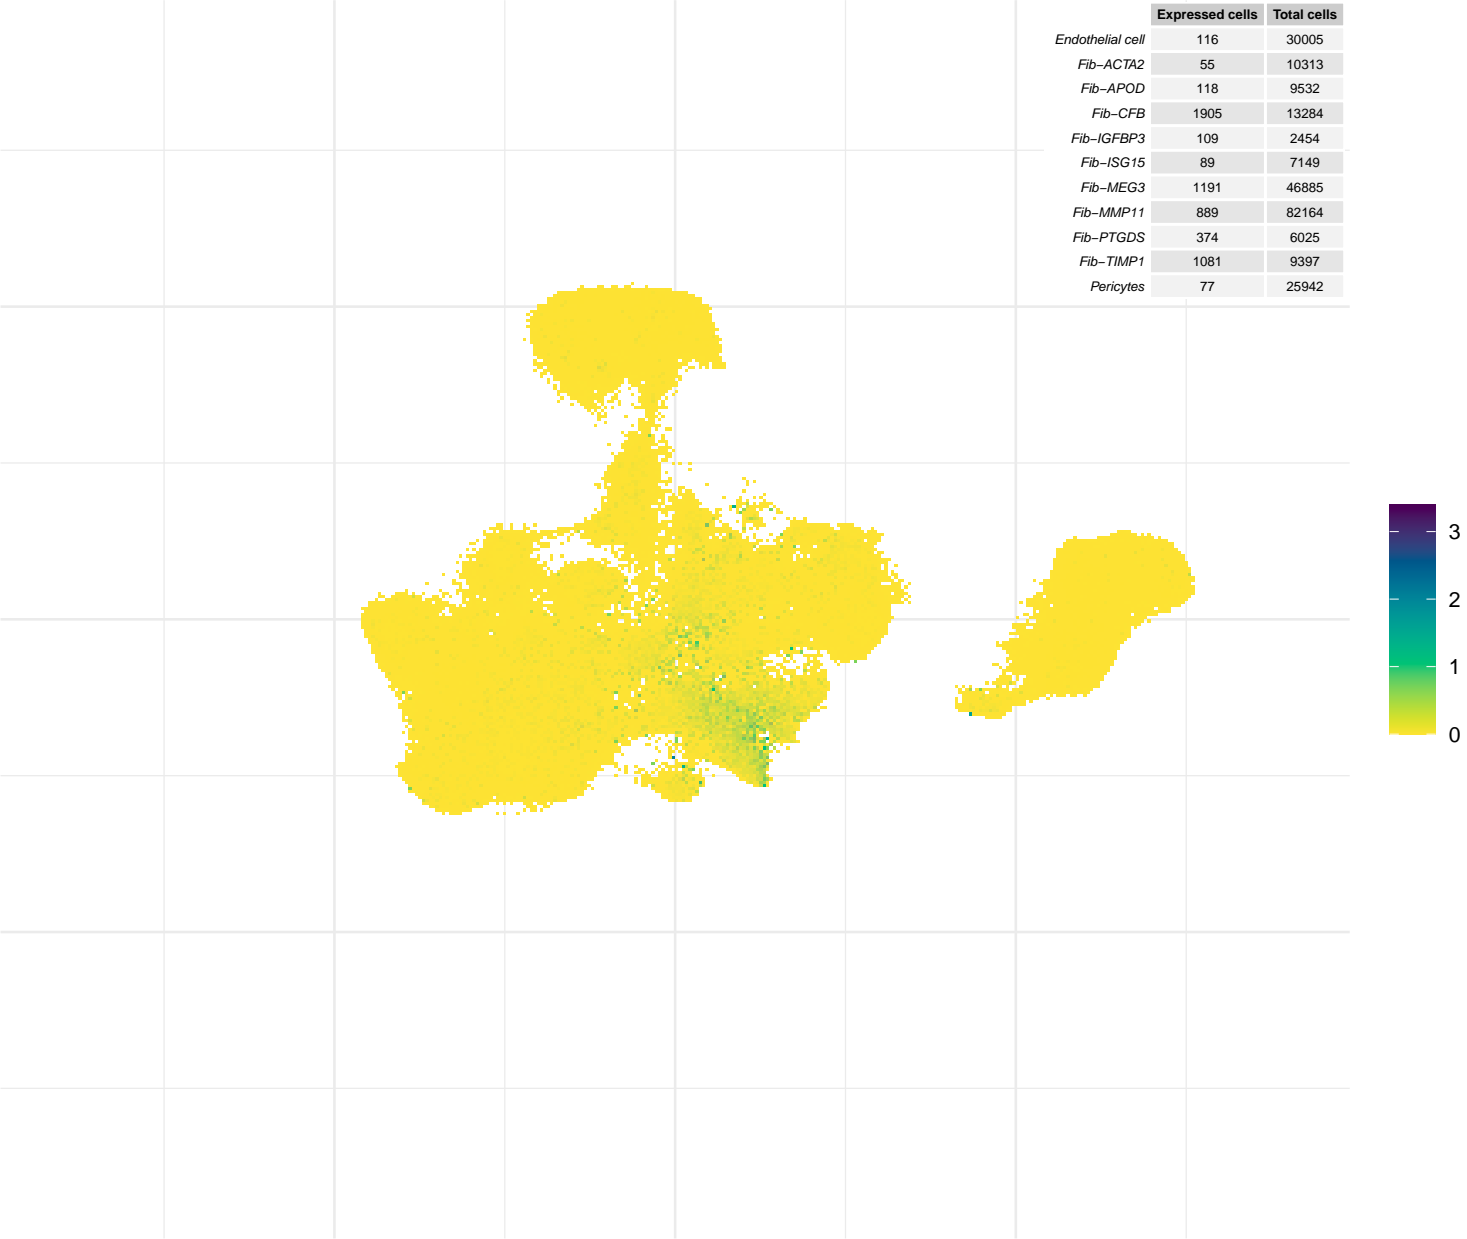 Expressed cells Total cells
Endothelial cell 116 30005
Fib−ACTA2 55 10313
Fib−APOD 118 9532
Fib−CFB 1905 13284
Fib−IGFBP3 109 2454
Fib−ISG15 89 7149
Fib−MEG3 1191 46885
Fib−MMP11 889 82164
Fib−PTGDS 374 6025
Fib−TIMP1 1081 9397
Pericytes 77 25942
3
2
1
0